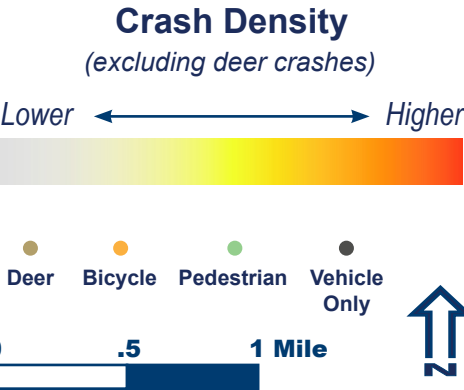 Crash Density
(excluding deer crashes)
Lower Higher
Deer Bicycle Pedestrian Vehicle
Only
.5 1 Mile
N